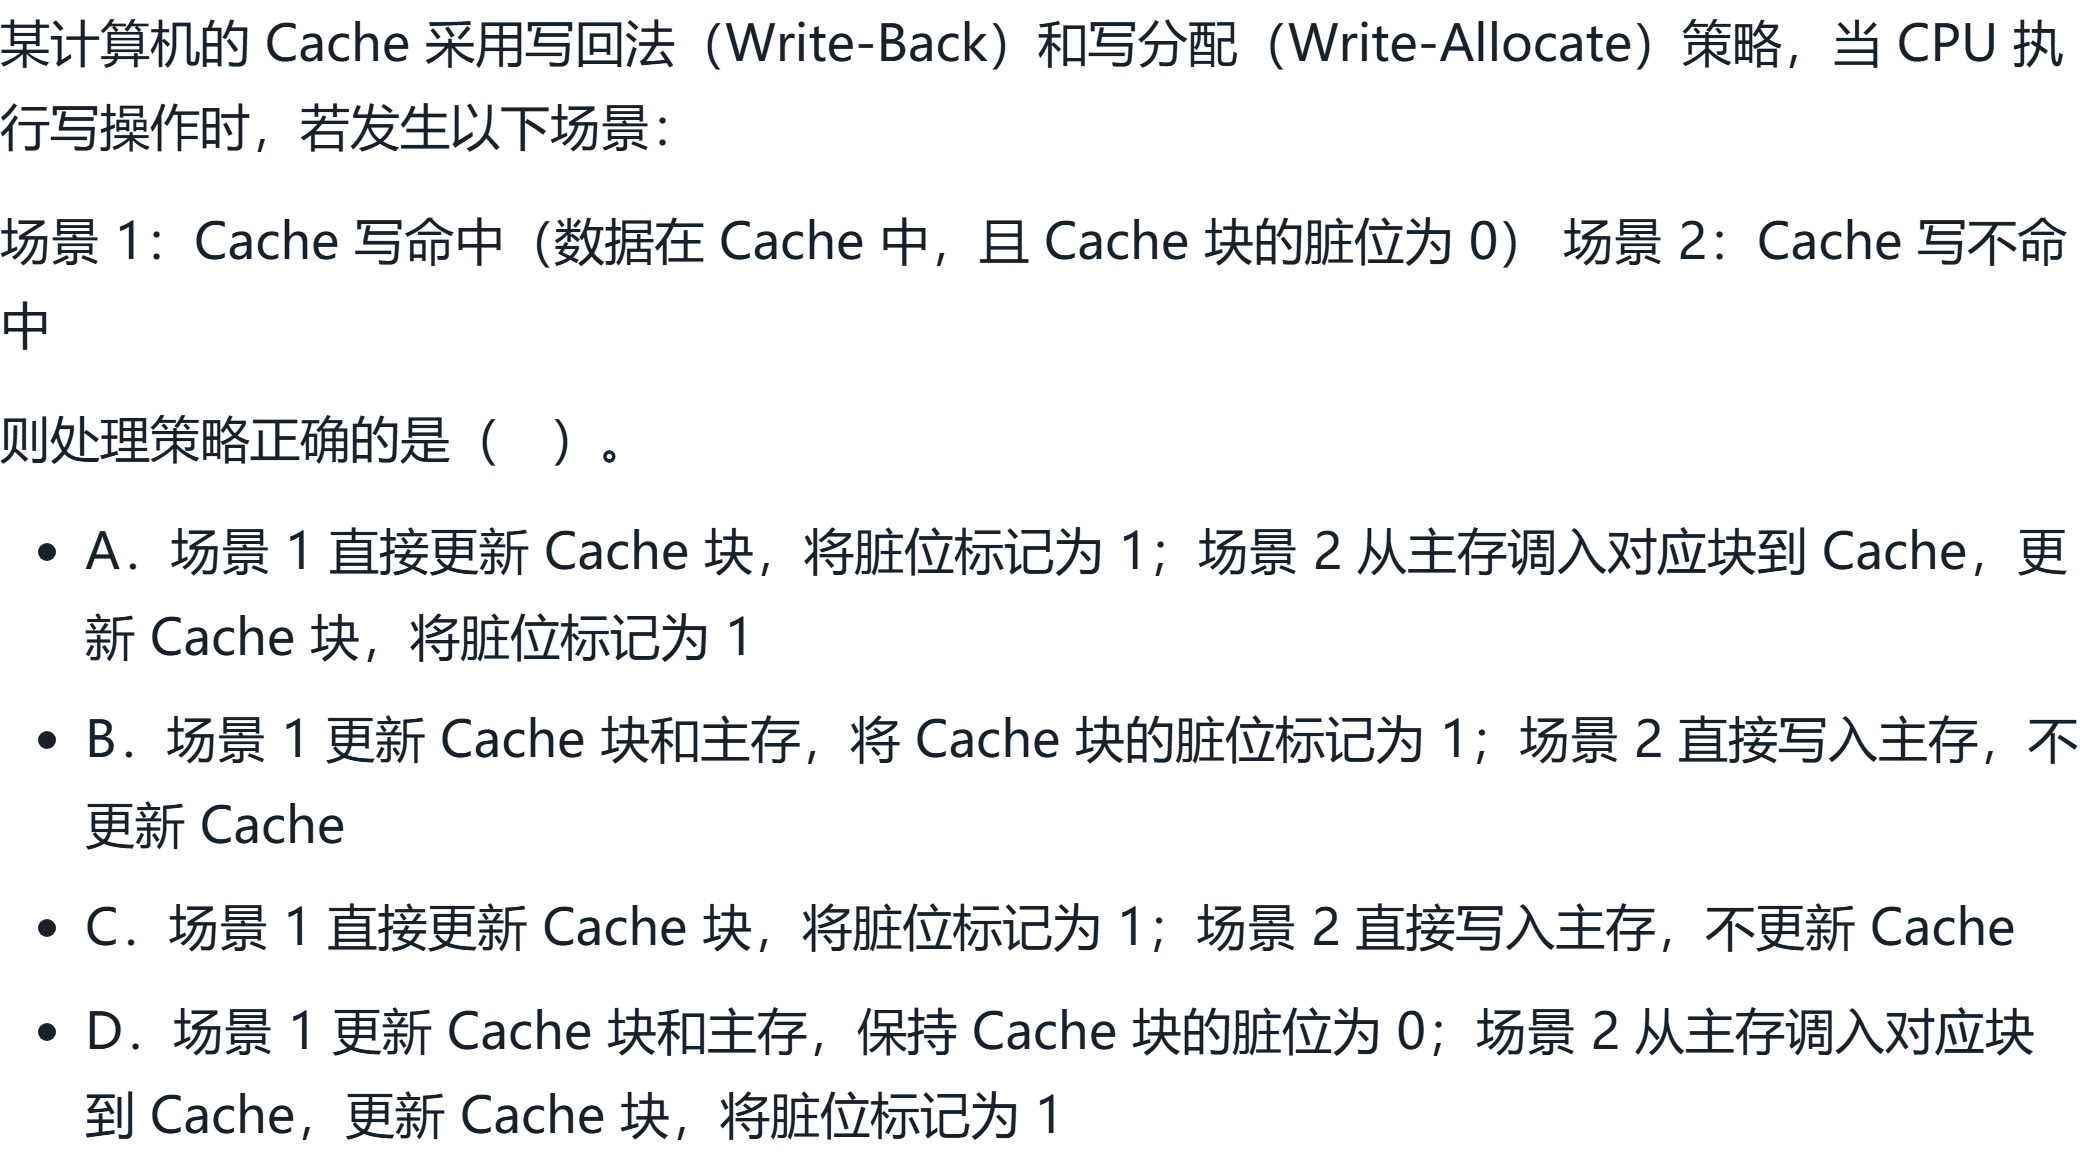 某计算机的 Cache 采用写回法（Write-Back）和写分配（Write-Allocate）策略，当 CPU 执
行写操作时，若发生以下场景：
场景 1：Cache 写命中（数据在 Cache 中，且 Cache 块的脏位为 0） 场景 2：Cache 写不命
中
则处理策略正确的是（　）。
• A．场景 1 直接更新 Cache 块，将脏位标记为 1；场景 2 从主存调入对应块到 Cache，更
新 Cache 块，将脏位标记为 1
• B．场景 1 更新 Cache 块和主存，将 Cache 块的脏位标记为 1；场景 2 直接写入主存，不
更新 Cache
• C．场景 1 直接更新 Cache 块，将脏位标记为 1；场景 2 直接写入主存，不更新 Cache
• D．场景 1 更新 Cache 块和主存，保持 Cache 块的脏位为 0；场景 2 从主存调入对应块
到 Cache，更新 Cache 块，将脏位标记为 1